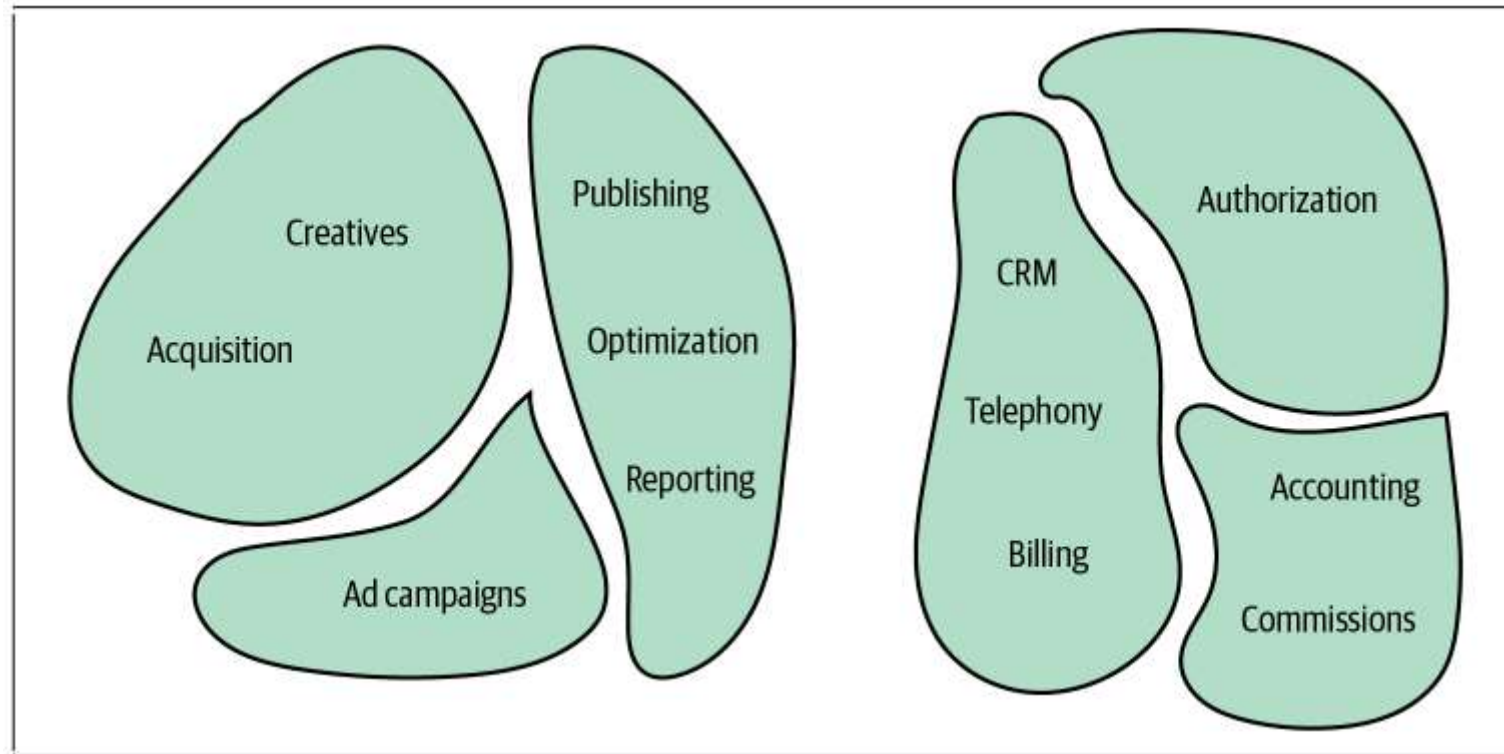 Creatives
Acquisition
Ad campaigns
Publishing
Optimization
Reporting
CRM
Telephony
Billing
Authorization
Accounting
Commissions